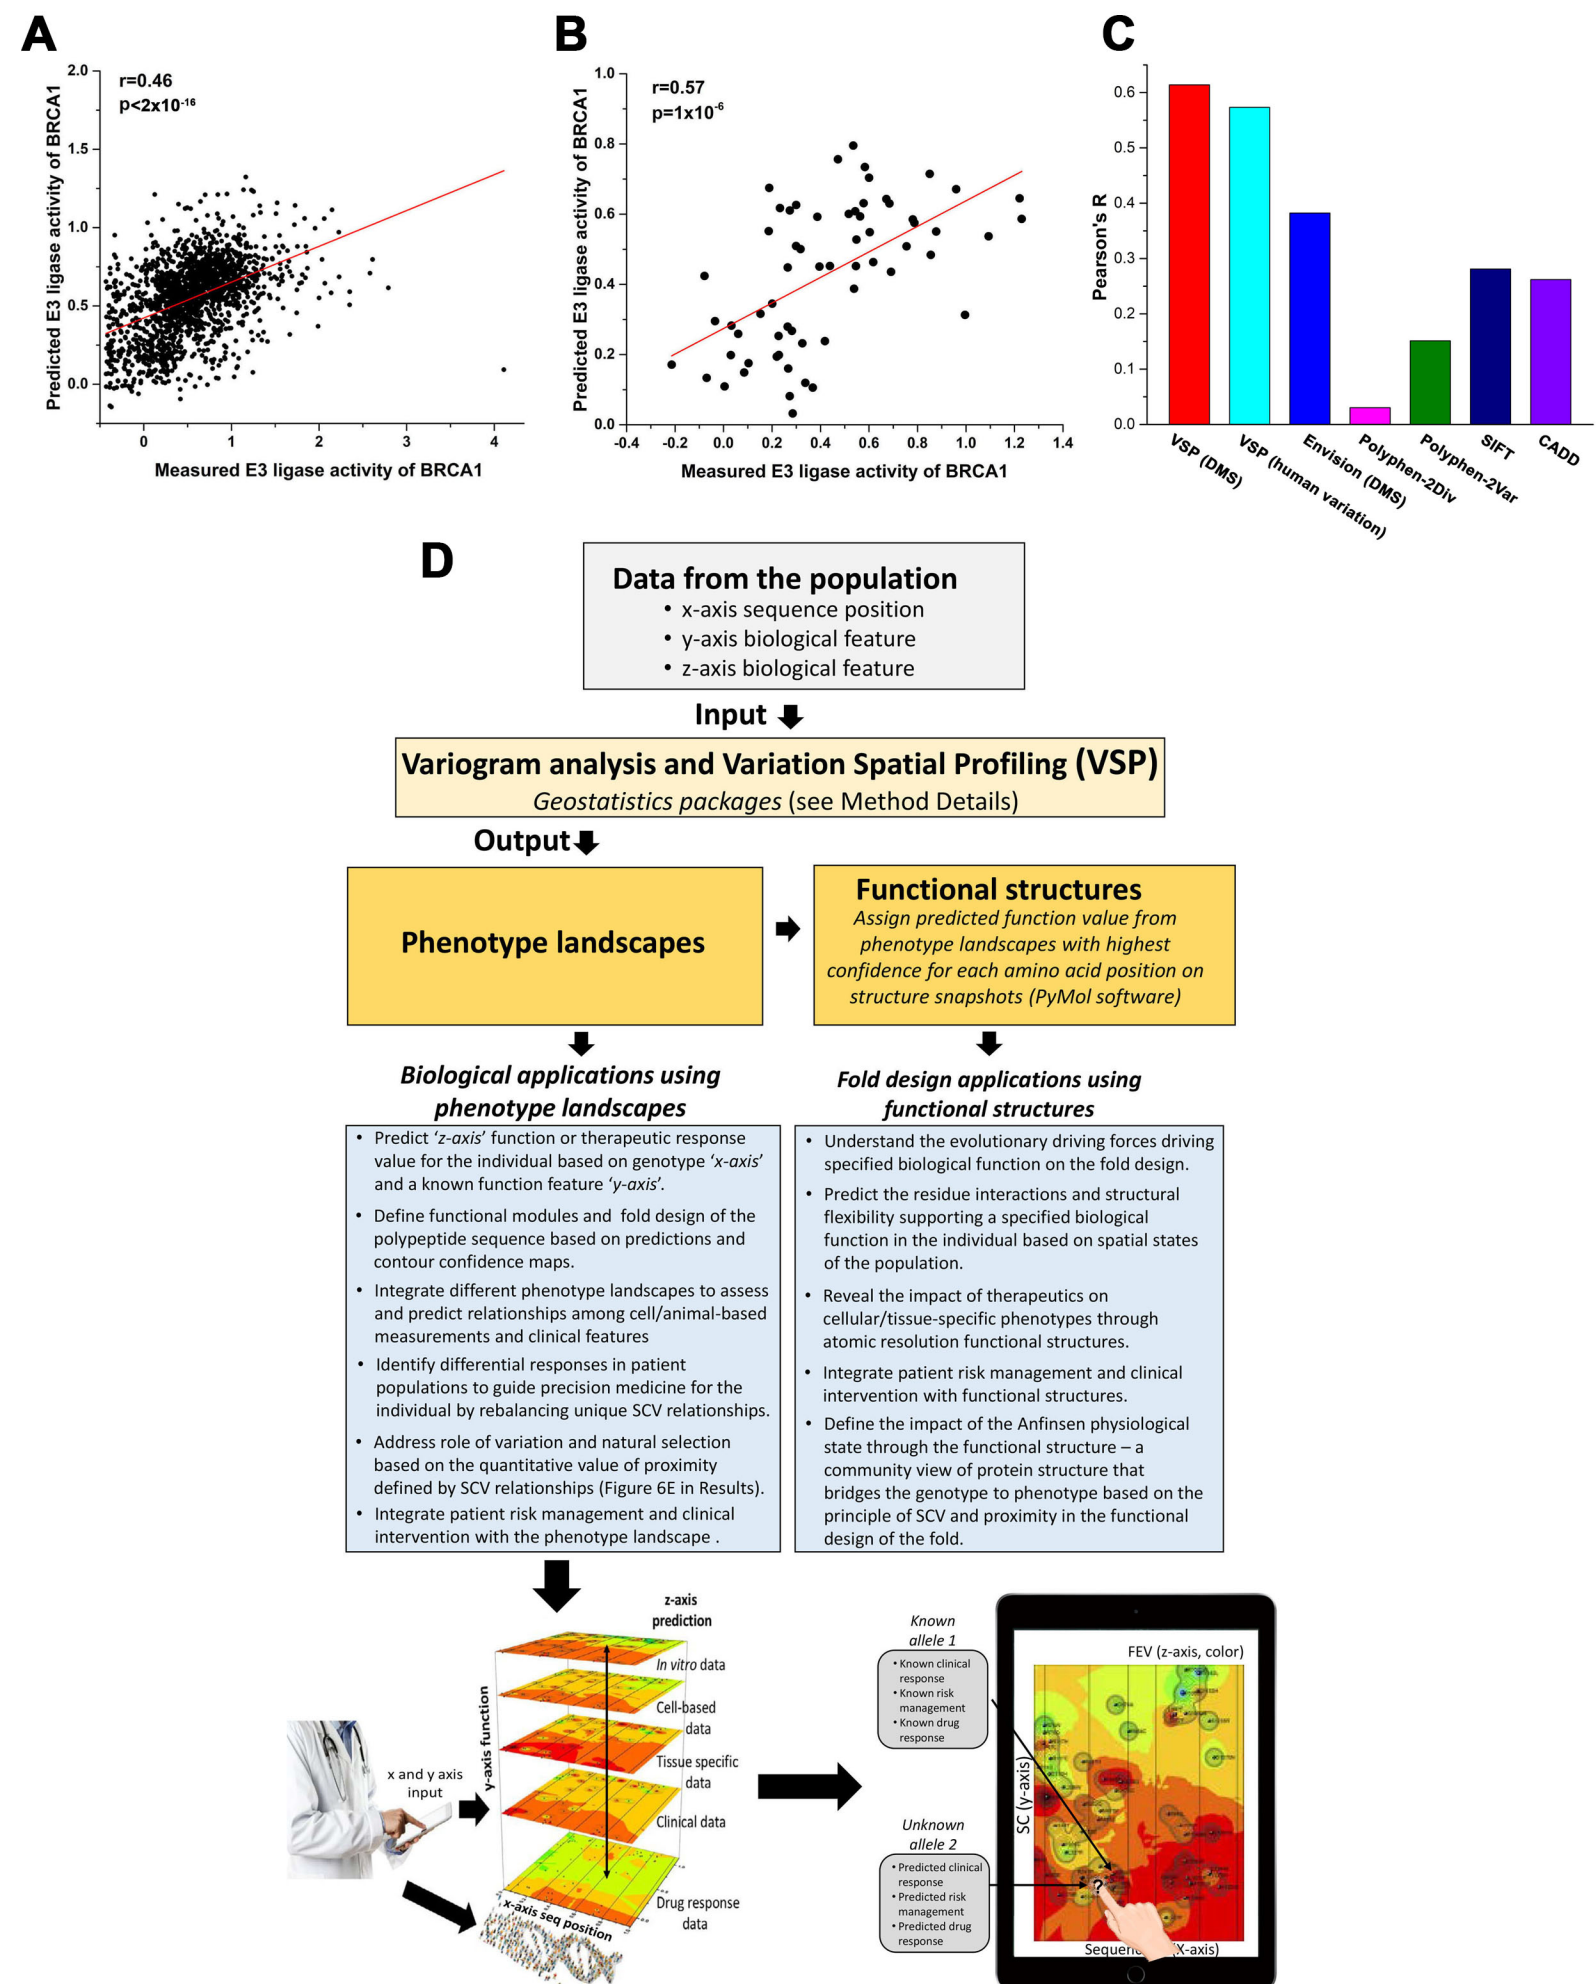 A
r=0.46
p<2x10-16
2.0
1.5
1.0
0.5
0.0
Predicted E3 ligase activity of BRCA1
0 1 2 3 4
Measured E3 ligase activity of BRCA1
B
r=0.57
p=1x10-6
1.0
0.8
0.6
0.4
0.2
0.0
Predicted E3 ligase activity of BRCA1
-0.4 -0.2 0.0 0.2 0.4 0.6 0.8 1.0 1.2 1.4
Measured E3 ligase activity of BRCA1
C
0.6
0.5
0.4
0.3
0.2
0.1
0.0
Pearson's R
VSP (DMS)
VSP (human variation)
Envision (DMS)
Polyphen-2Div
Polyphen-2Var
SIFT
CADD
D
Data from the population
• x-axis sequence position
• y-axis biological feature
• z-axis biological feature
Input
Variogram analysis and Variation Spatial Profiling (VSP)
Geostatistics packages (see Method Details)
Output
Phenotype landscapes
Functional structures
Assign predicted function value from
phenotype landscapes with highest
confidence for each amino acid position on
structure snapshots (PyMol software)
Biological applications using
phenotype landscapes
• Predict ‘z-axis’ function or therapeutic response
value for the individual based on genotype ‘x-axis’
and a known function feature ‘y-axis’.
• Define functional modules and fold design of the
polypeptide sequence based on predictions and
contour confidence maps.
• Integrate different phenotype landscapes to assess
and predict relationships among cell/animal-based
measurements and clinical features
• Identify differential responses in patient
populations to guide precision medicine for the
individual by rebalancing unique SCV relationships.
• Address role of variation and natural selection
based on the quantitative value of proximity
defined by SCV relationships (Figure 6E in Results).
• Integrate patient risk management and clinical
intervention with the phenotype landscape .
Fold design applications using
functional structures
• Understand the evolutionary driving forces driving
specified biological function on the fold design.
• Predict the residue interactions and structural
flexibility supporting a specified biological
function in the individual based on spatial states
of the population.
• Reveal the impact of therapeutics on
cellular/tissue-specific phenotypes through
atomic resolution functional structures.
• Integrate patient risk management and clinical
intervention with functional structures.
• Define the impact of the Anfinsen physiological
state through the functional structure – a
community view of protein structure that
bridges the genotype to phenotype based on the
principle of SCV and proximity in the functional
design of the fold.
x and y axis
input
y-axis function
z-axis
prediction
In vitro data
Cell-based
data
Tissue specific
data
Clinical data
Drug response
data
x-axis seq position
Known
allele 1
• Known clinical
response
• Known risk
management
• Known drug
response
Unknown
allele 2
• Predicted clinical
response
• Predicted risk
management
• Predicted drug
response
FEV (z-axis, color)
SC (y-axis)
?
(X-axis)